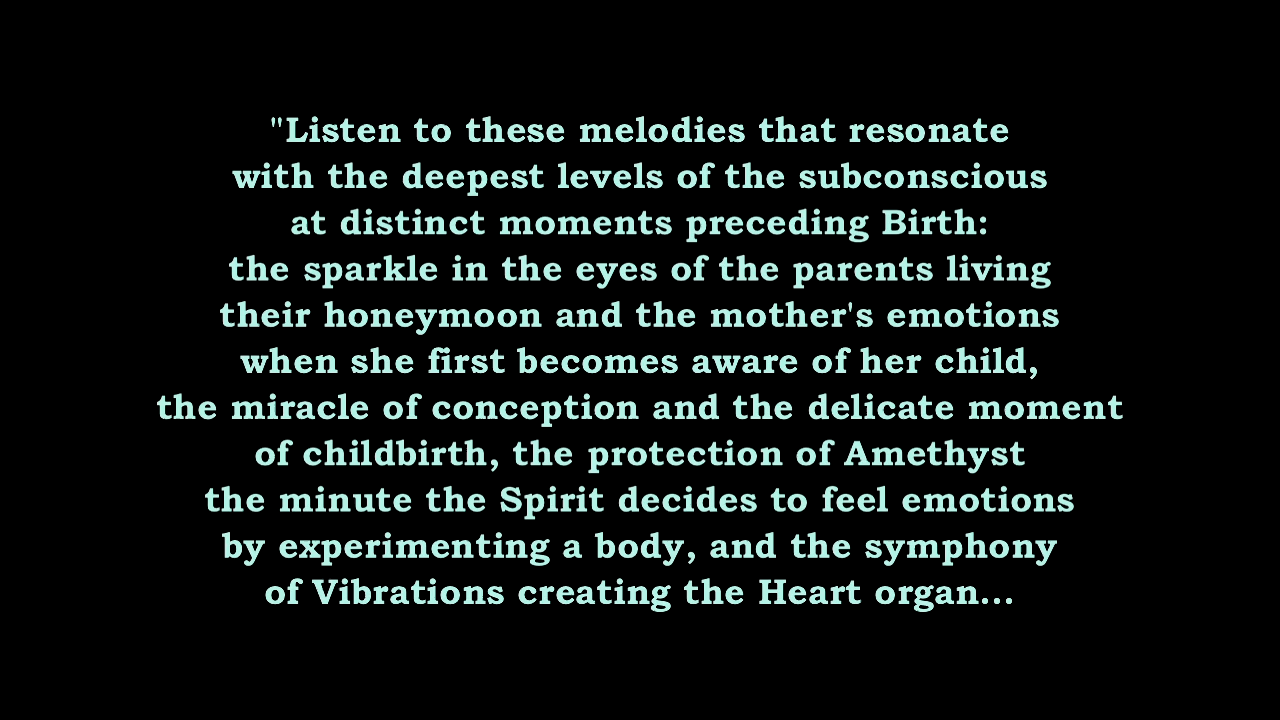 "Listen to these melodies that resonate
with the deepest levels of the subconscious
at distinct moments preceding Birth:
the sparkle in the eyes of the parents living
their honeymoon and the mother's emotions
when she first becomes aware of her child,
the miracle of conception and the delicate moment
of childbirth, the protection of Amethyst
the minute the Spirit decides to feel emotions
by experimenting a body, and the symphony
of Vibrations creating the Heart organ...